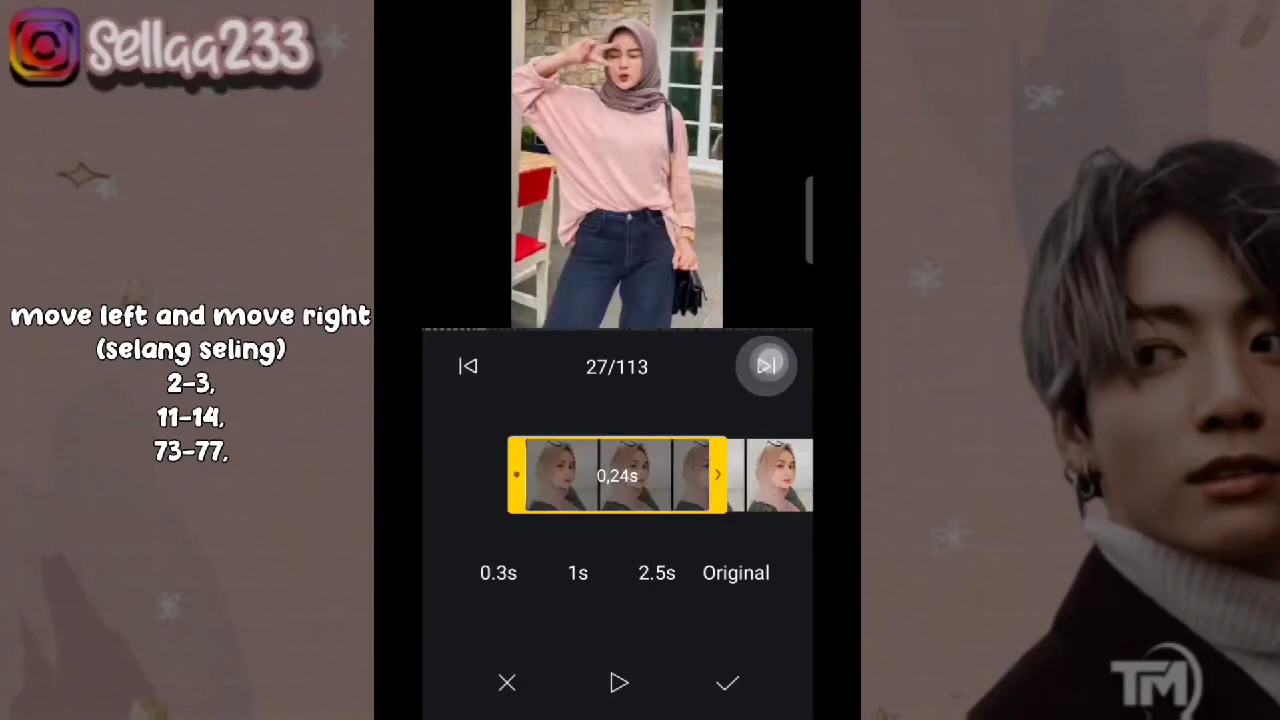 sellaa233
move left and move right
(selang seling)
2-3,
11-14,
73-77,
27/113
0,24s
0.3s 1s 2.5s Original
TM